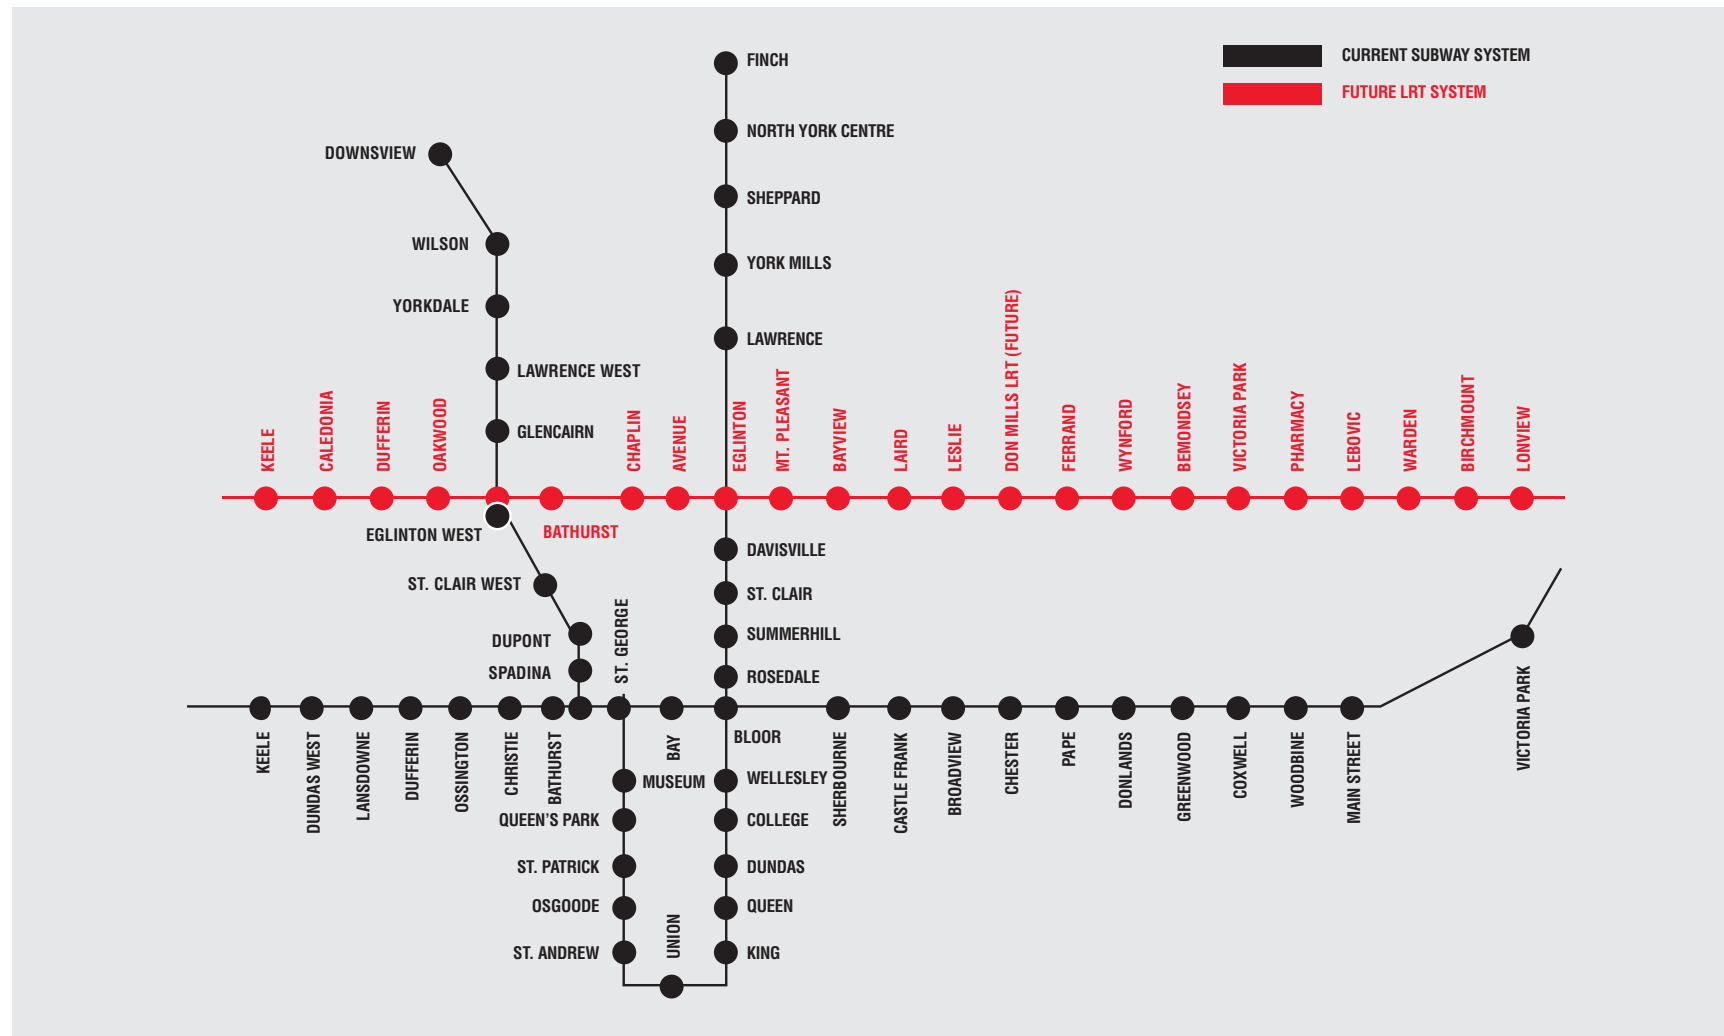 FINCH
CURRENT SUBWAY SYSTEM
FUTURE LRT SYSTEM
NORTH YORK CENTRE
DOWNSVIEW
SHEPPARD
WILSON
YORK MILLS
YORKDALE
LAWRENCE
LAWRENCE WEST
GLENCAIRN
KEELE
CALEDONIA
DUFFERIN
OAKWOOD
CHAPLIN
AVENUE
EGLINTON
MT. PLEASANT
BAYVIEW
LAIRD
LESLIE
DON MILLS LRT (FUTURE)
FERRAND
WYNFORD
BEMONDSEY
VICTORIA PARK
PHARMACY
LEBOVIC
WARDEN
BIRCHMOUNT
LONVIEW
EGLINTON WEST
BATHURST
DAVISVILLE
ST. CLAIR WEST
ST. CLAIR
DUPONT
SUMMERHILL
SPADINA
ST. GEORGE
ROSEDALE
KEELE
DUNDAS WEST
LANSDOWNE
DUFFERIN
OSSINGTON
CHRISTIE
BATHURST
BAY
BLOOR
SHERBOURNE
CASTLE FRANK
BROADVIEW
CHESTER
PAPE
DONLANDS
GREENWOOD
COXWELL
WOODBINE
MAIN STREET
VICTORIA PARK
MUSEUM
WELLESLEY
QUEEN'S PARK
COLLEGE
ST. PATRICK
DUNDAS
OSGOODE
QUEEN
ST. ANDREW
UNION
KING